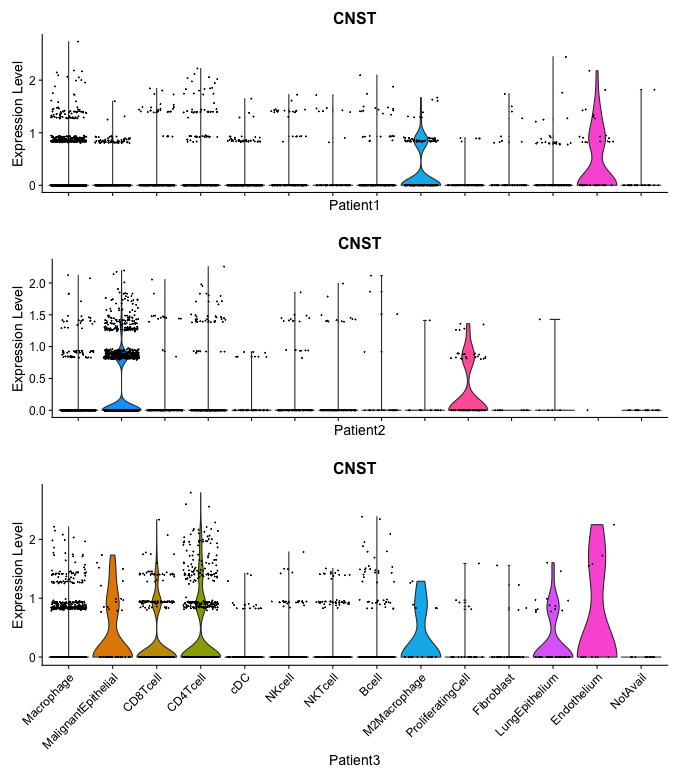 CNST
Expression Level
2
1
0
Patient1
CNST
Expression Level
2.0
1.5
1.0
0.5
0.0
Patient2
CNST
Expression Level
2
1
0
Macrophage
MalignantEpithelial
CD8Tcell
CD4Tcell
cDC
NKcell
NKTcell
Bcell
M2Macrophage
ProliferatingCell
Fibroblast
LungEpithelium
Endothelium
NotAvail
Patient3